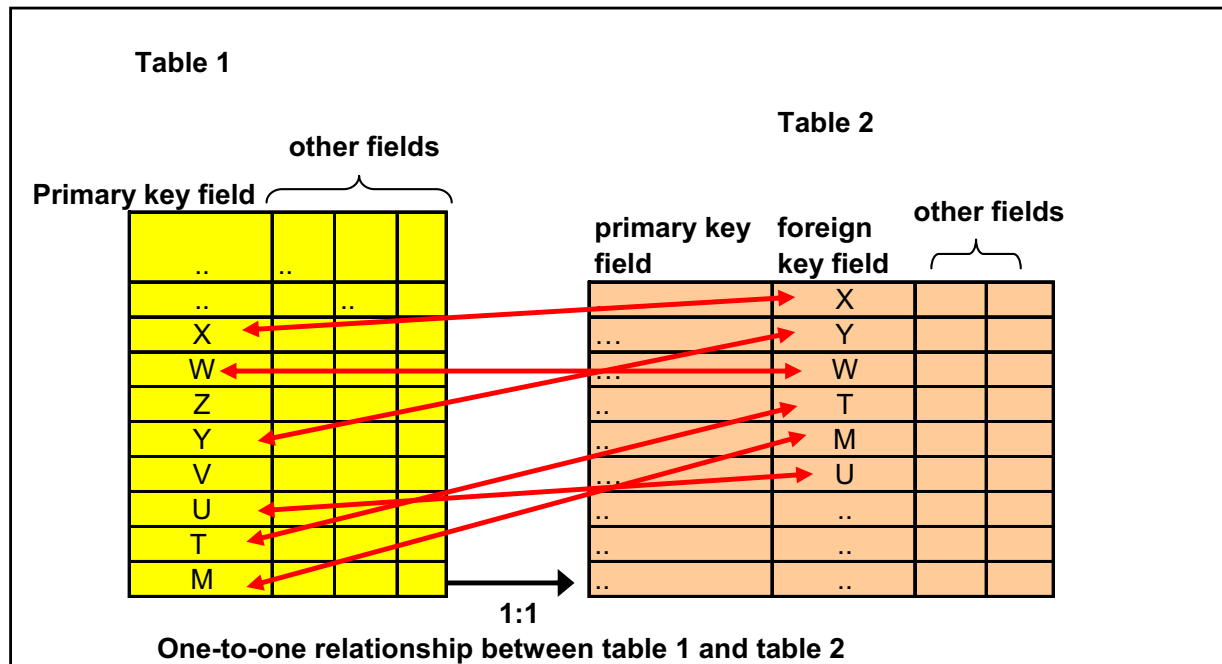 Table 1
Table 2
other fields
Primary key field
other fields
primary key field
foreign key field
.. ..
.. ..
X
W
Z
Y
V
U
T
M
X
... Y
... W
.. T
.. M
... U
.. ..
.. ..
.. ..
1:1
One-to-one relationship between table 1 and table 2